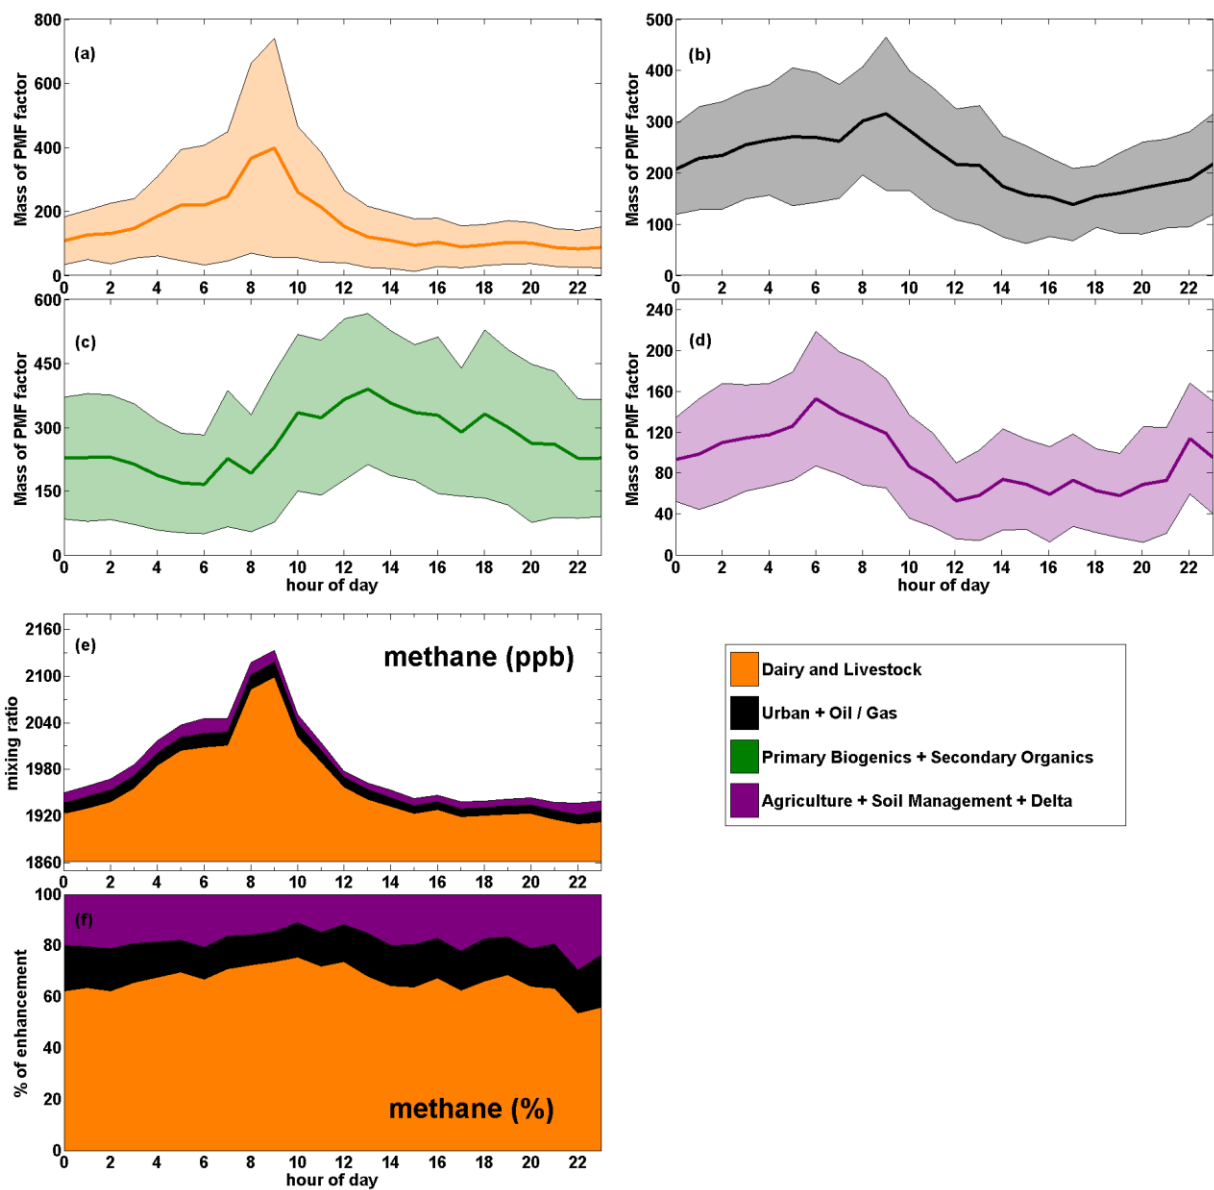 (a)
Mass of PMF factor
800
600
400
200
0
0 2 4 6 8 10 12 14 16 18 20 22
(b)
Mass of PMF factor
500
400
300
200
100
0
0 2 4 6 8 10 12 14 16 18 20 22
(c)
Mass of PMF factor
600
450
300
150
0
0 2 4 6 8 10 12 14 16 18 20 22
hour of day
(d)
Mass of PMF factor
240
200
160
120
80
40
0
0 2 4 6 8 10 12 14 16 18 20 22
hour of day
(e)
methane (ppb)
mixing ratio
2160
2100
2040
1980
1920
1860
0 2 4 6 8 10 12 14 16 18 20 22
Dairy and Livestock
Urban + Oil / Gas
Primary Biogenics + Secondary Organics
Agriculture + Soil Management + Delta
(f)
% of enhancement
100
80
60
40
20
0
methane (%)
0 2 4 6 8 10 12 14 16 18 20 22
hour of day